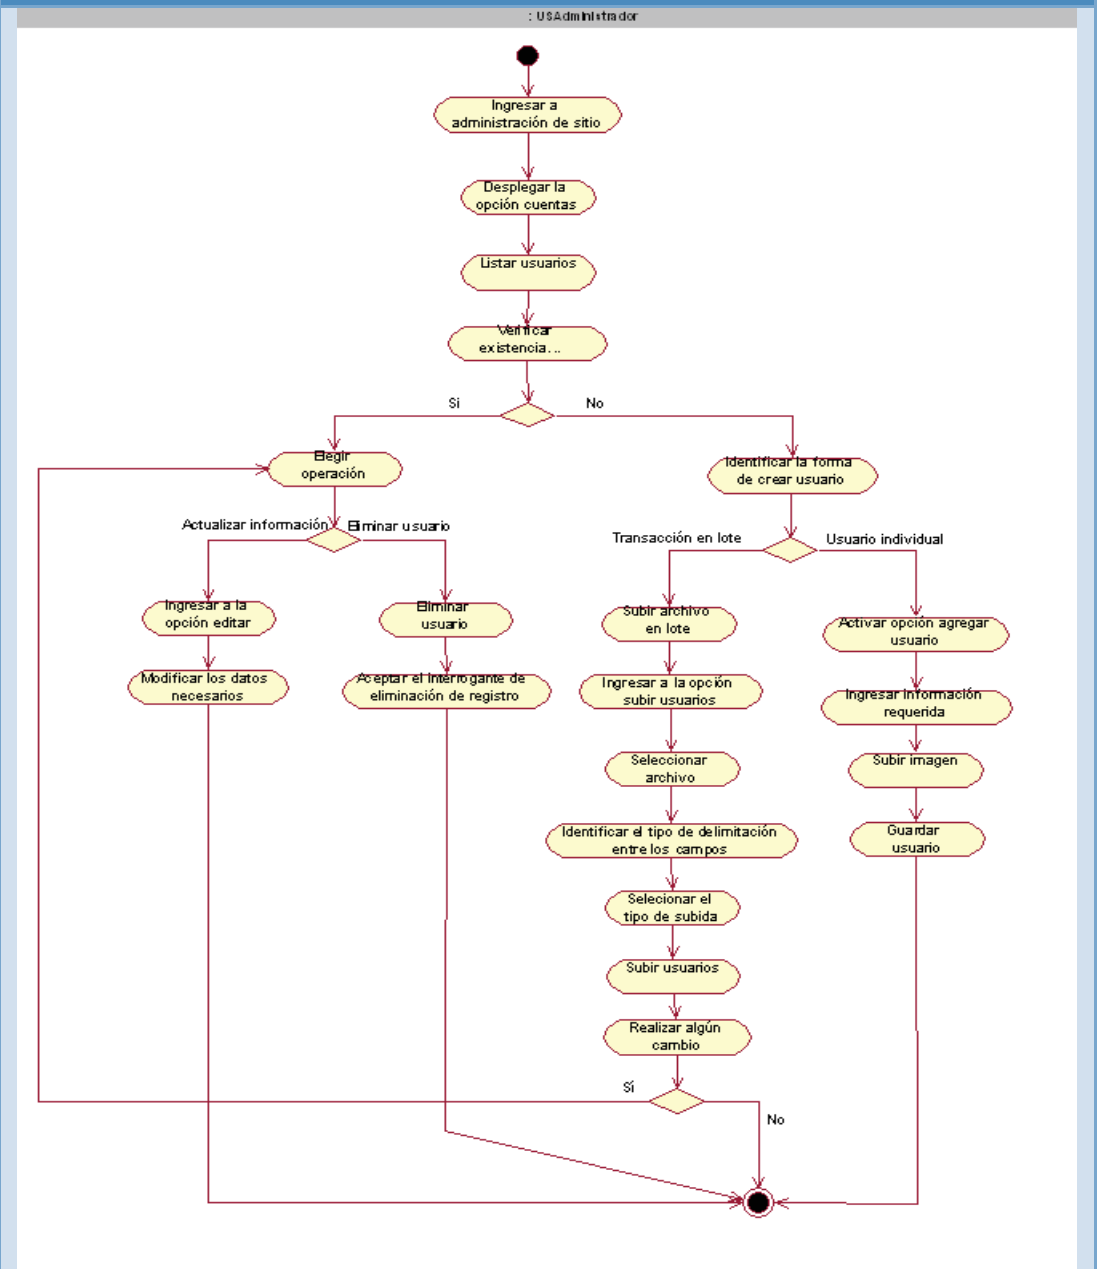 : USAdministrador
Ingresar a
administración de sitio
Desplegar la
opción cuentas
Listar usuarios
Verificar
existencia...
Si
No
Elegir
operación
Identificar la forma
de crear usuario
Actualizar información
Eliminar usuario
Transacción en lote
Usuario individual
Ingresar a la
opción editar
Eliminar
usuario
Subir archivo
en lote
Activar opción agregar
usuario
Modificar los datos
necesarios
Aceptar el interrogante de
eliminación de registro
Ingresar a la opción
subir usuarios
Ingresar información
requerida
Seleccionar
archivo
Subir imagen
Identificar el tipo de delimitación
entre los campos
Guardar
usuario
Selecionar el
tipo de subida
Subir usuarios
Realizar algún
cambio
Sí
No